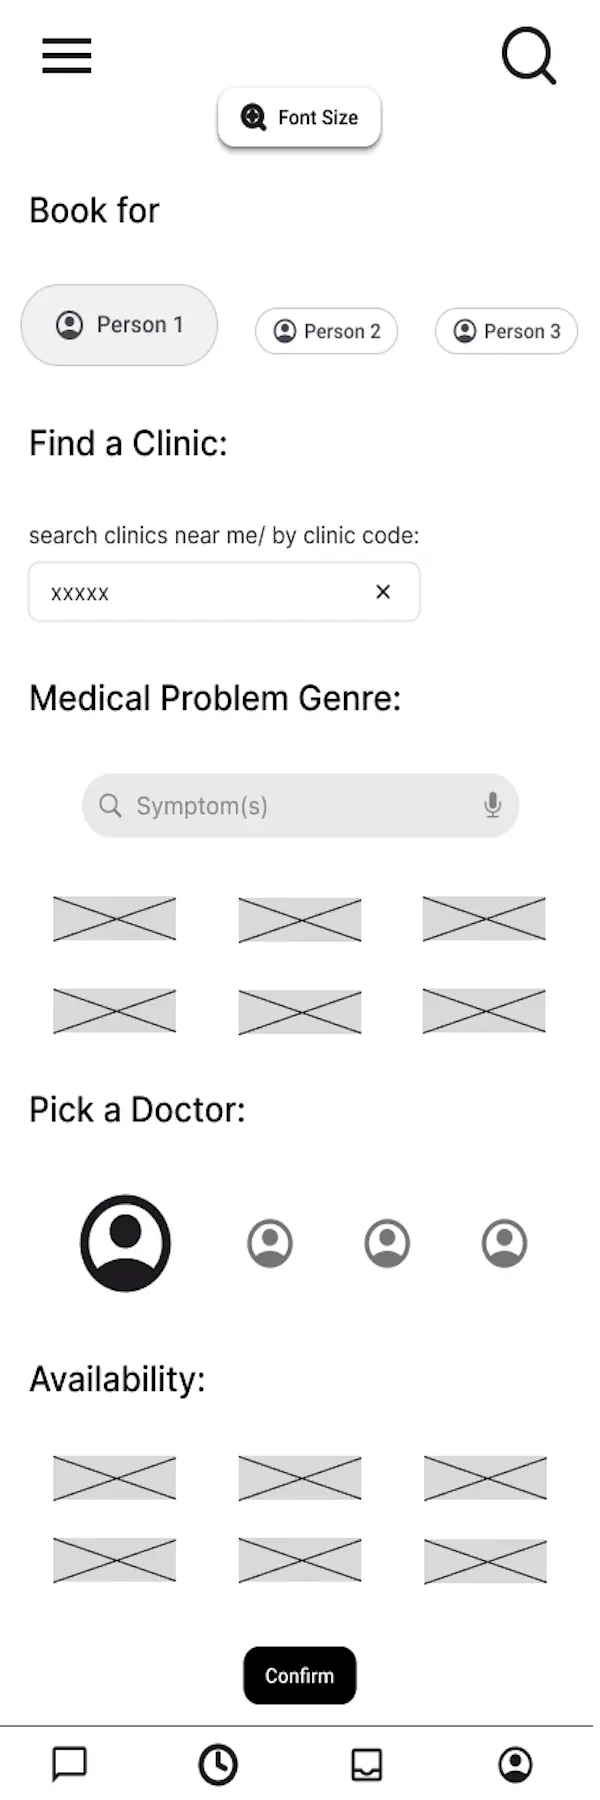 Font Size
Book for
Person 1
Person 2
Person 3
Find a Clinic:
search clinics near me/ by clinic code:
xxxxx
Medical Problem Genre:
Symptom(s)
Pick a Doctor:
Availability:
Confirm